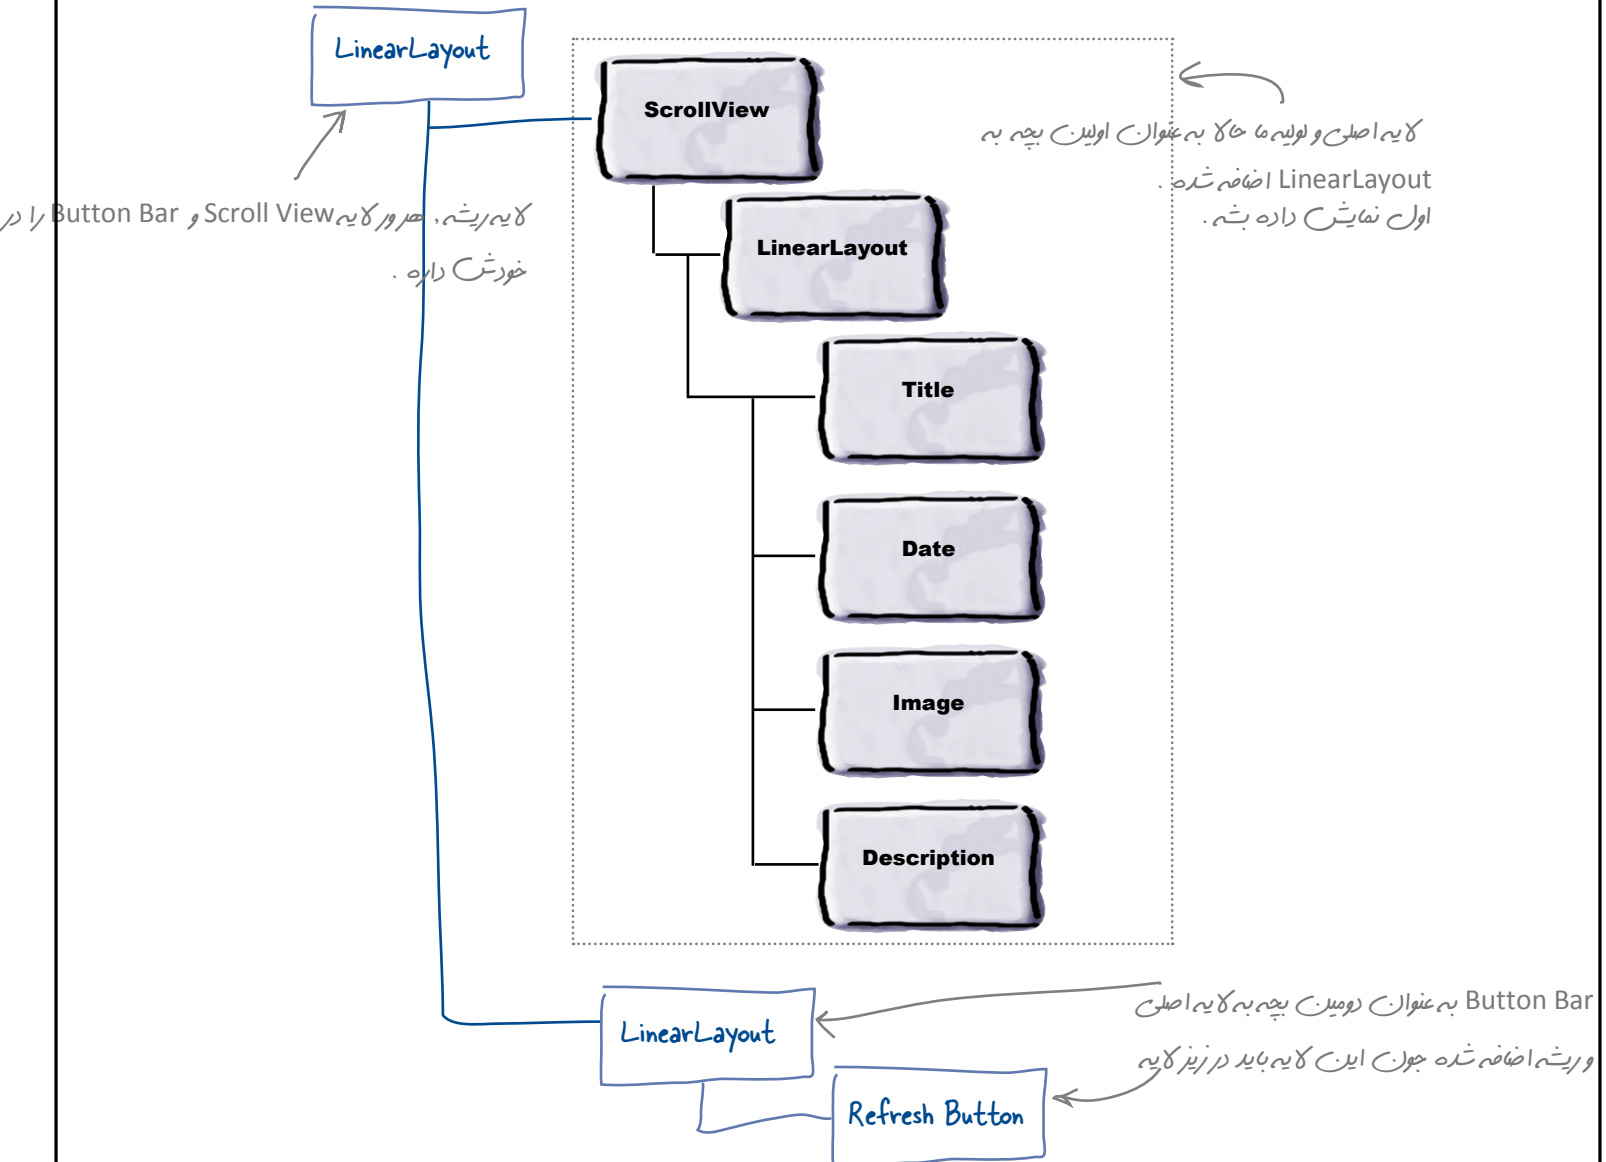 LinearLayout
ScrollView
لایه اصلی و اولیه ما حالا به عنوان اولین بچه به
LinearLayout اضافه شده .
اول نمایش داده بشه .
لایه ریشه، هر دو لایه Scroll View و Button Bar را در
خودش داره .
LinearLayout
Title
Date
Image
Description
LinearLayout
Button Bar به عنوان دومین بچه به لایه اصلی
و ریشه اضافه شده چون این لایه باید در زیز لایه
Refresh Button